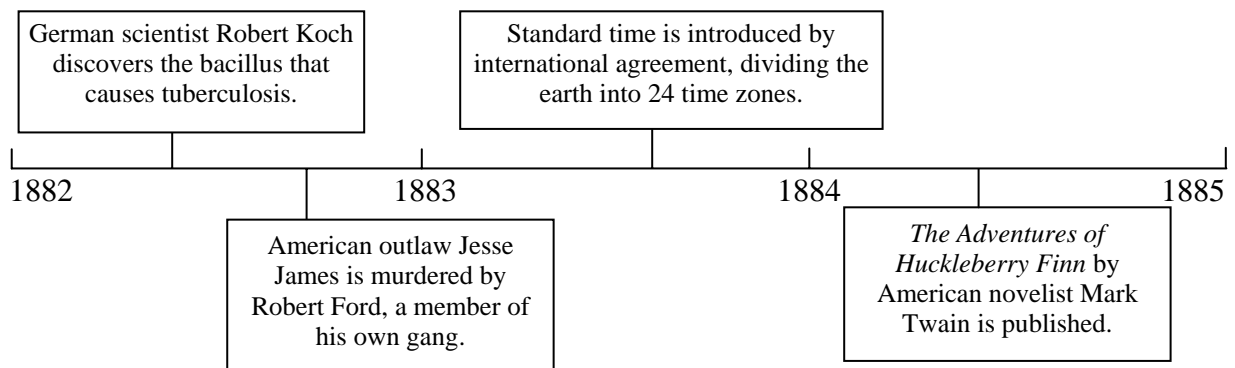 German scientist Robert Koch
discovers the bacillus that
causes tuberculosis.
Standard time is introduced by
international agreement, dividing the
earth into 24 time zones.
1882
1883
1884
1885
American outlaw Jesse
James is murdered by
Robert Ford, a member of
his own gang.
The Adventures of
Huckleberry Finn by
American novelist Mark
Twain is published.